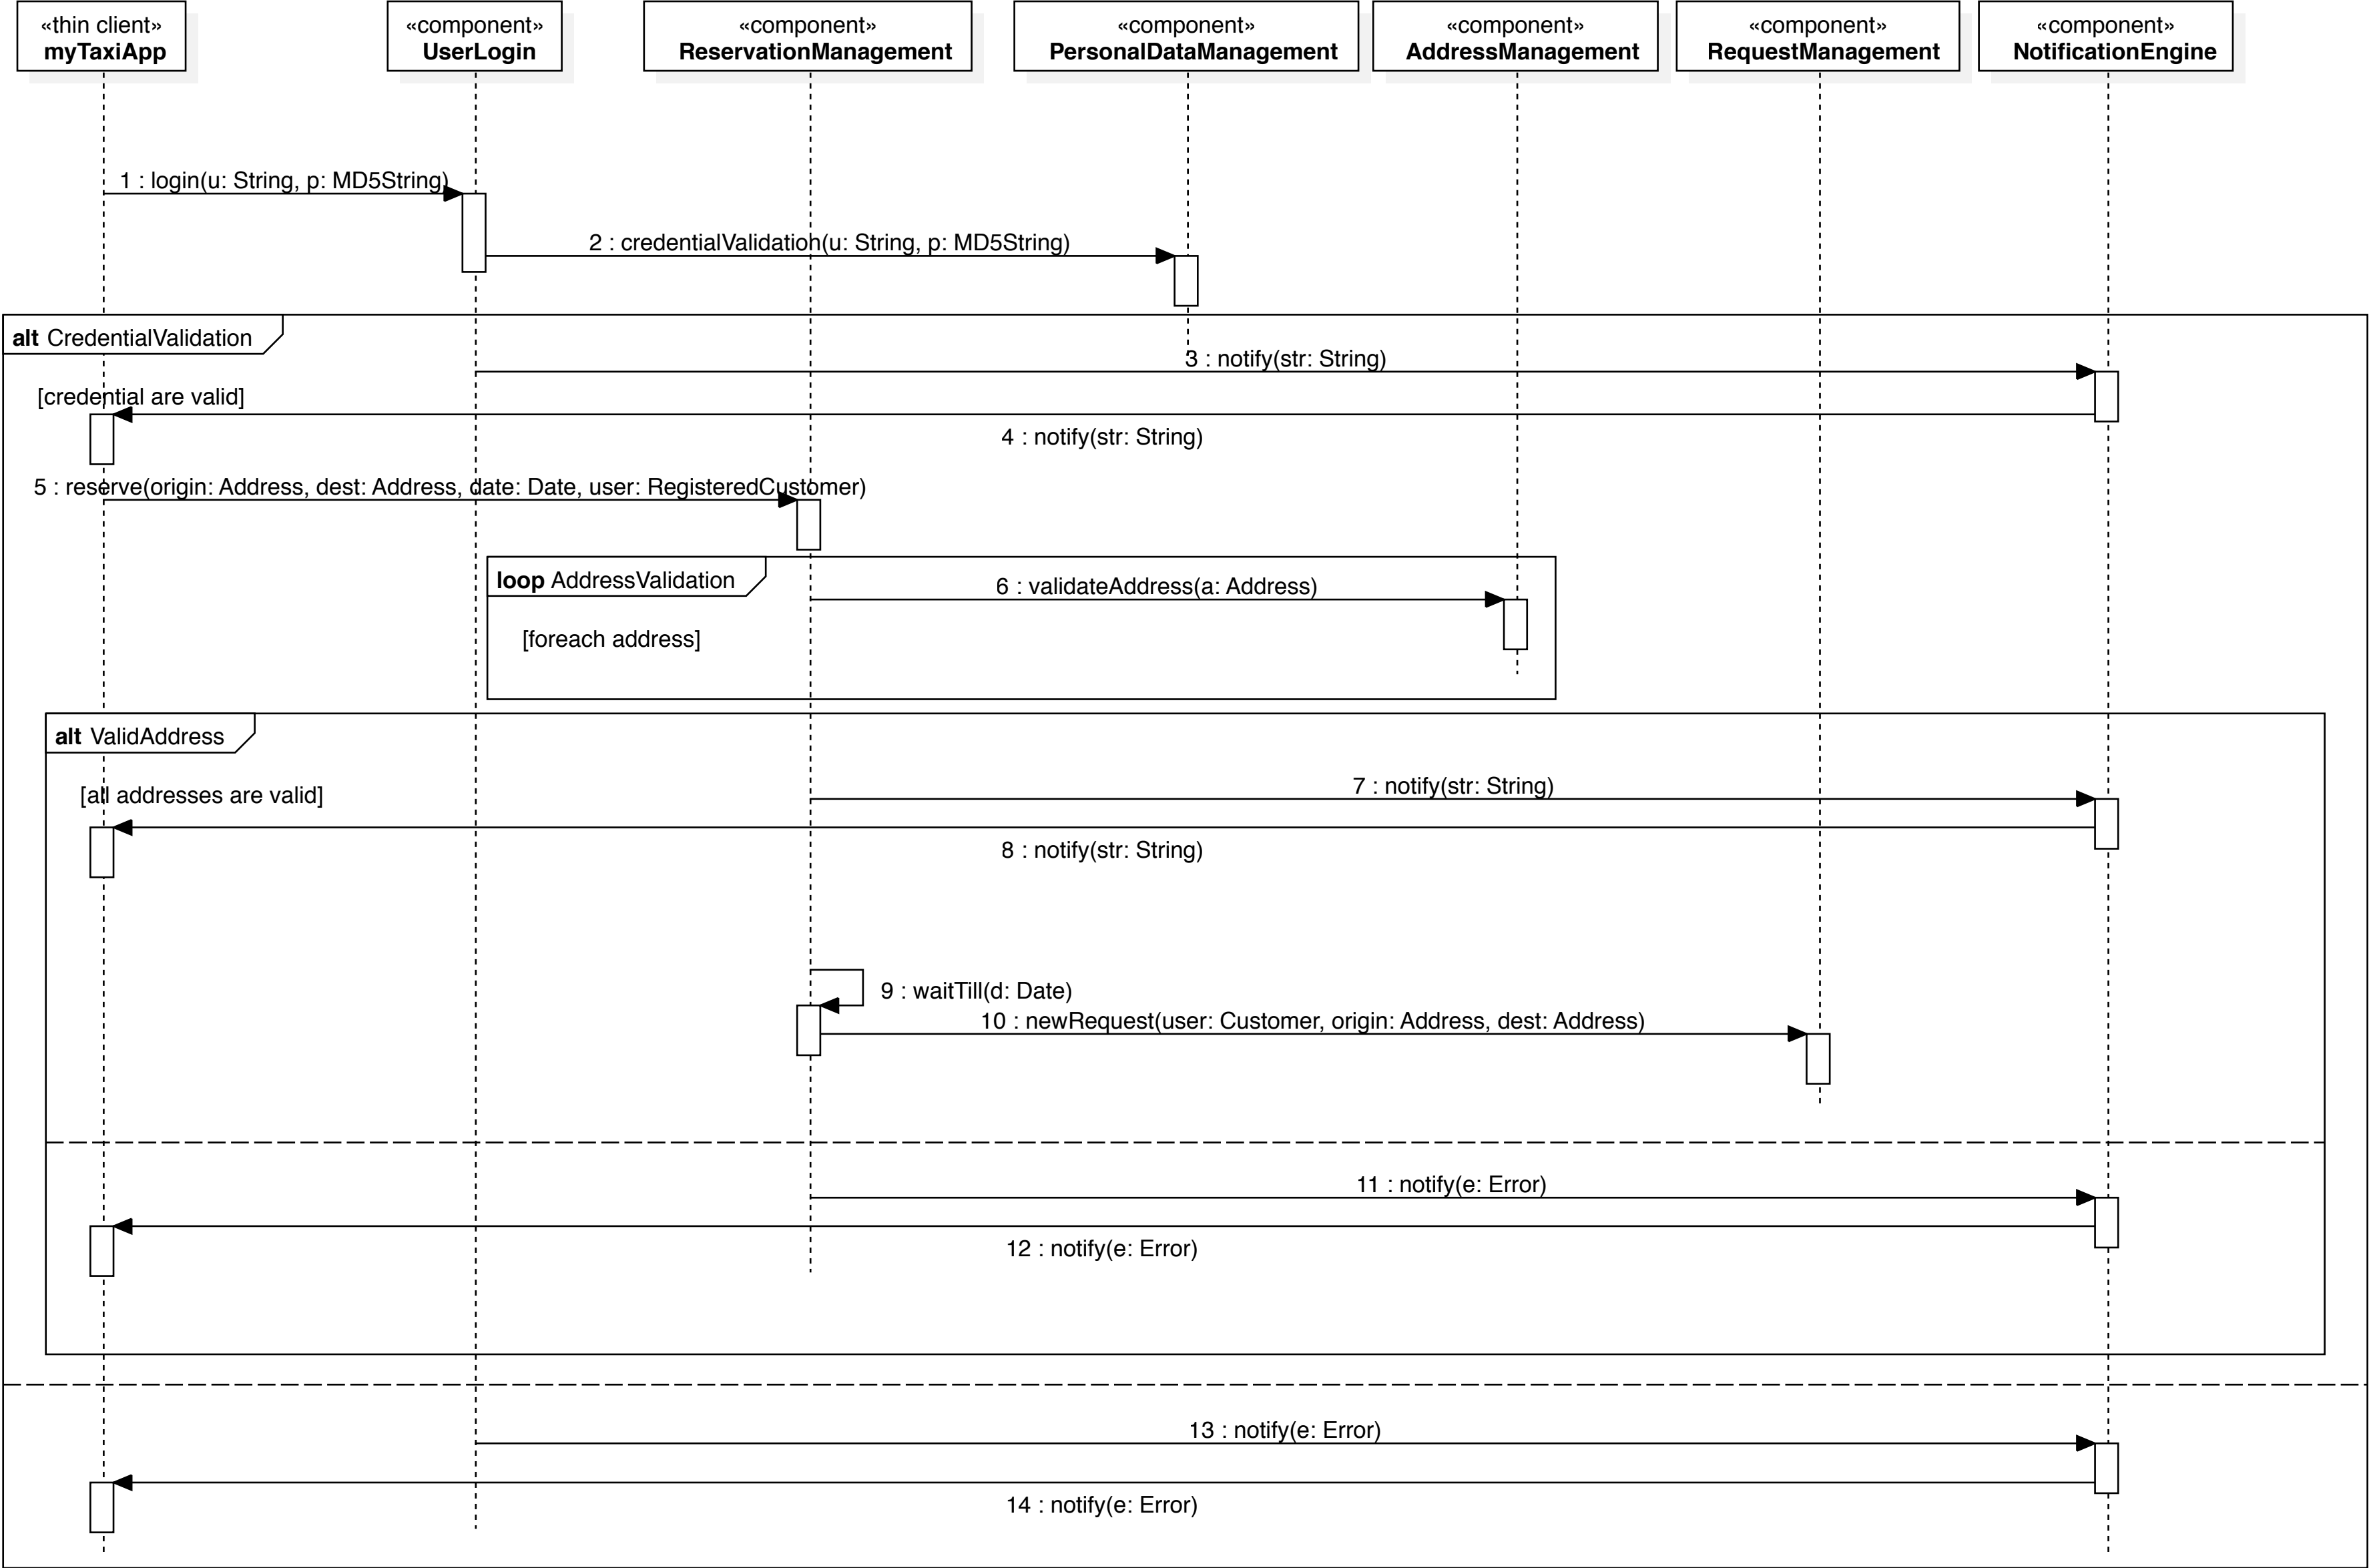 «thin client»
myTaxiApp
«component»
UserLogin
«component»
ReservationManagement
«component»
PersonalDataManagement
«component»
AddressManagement
«component»
RequestManagement
«component»
NotificationEngine
1 : login(u: String, p: MD5String)
2 : credentialValidation(u: String, p: MD5String)
alt CredentialValidation
3 : notify(str: String)
[credential are valid]
4 : notify(str: String)
5 : reserve(origin: Address, dest: Address, date: Date, user: RegisteredCustomer)
loop AddressValidation
6 : validateAddress(a: Address)
[foreach address]
alt ValidAddress
7 : notify(str: String)
[all addresses are valid]
8 : notify(str: String)
9 : waitTill(d: Date)
10 : newRequest(user: Customer, origin: Address, dest: Address)
11 : notify(e: Error)
12 : notify(e: Error)
13 : notify(e: Error)
14 : notify(e: Error)